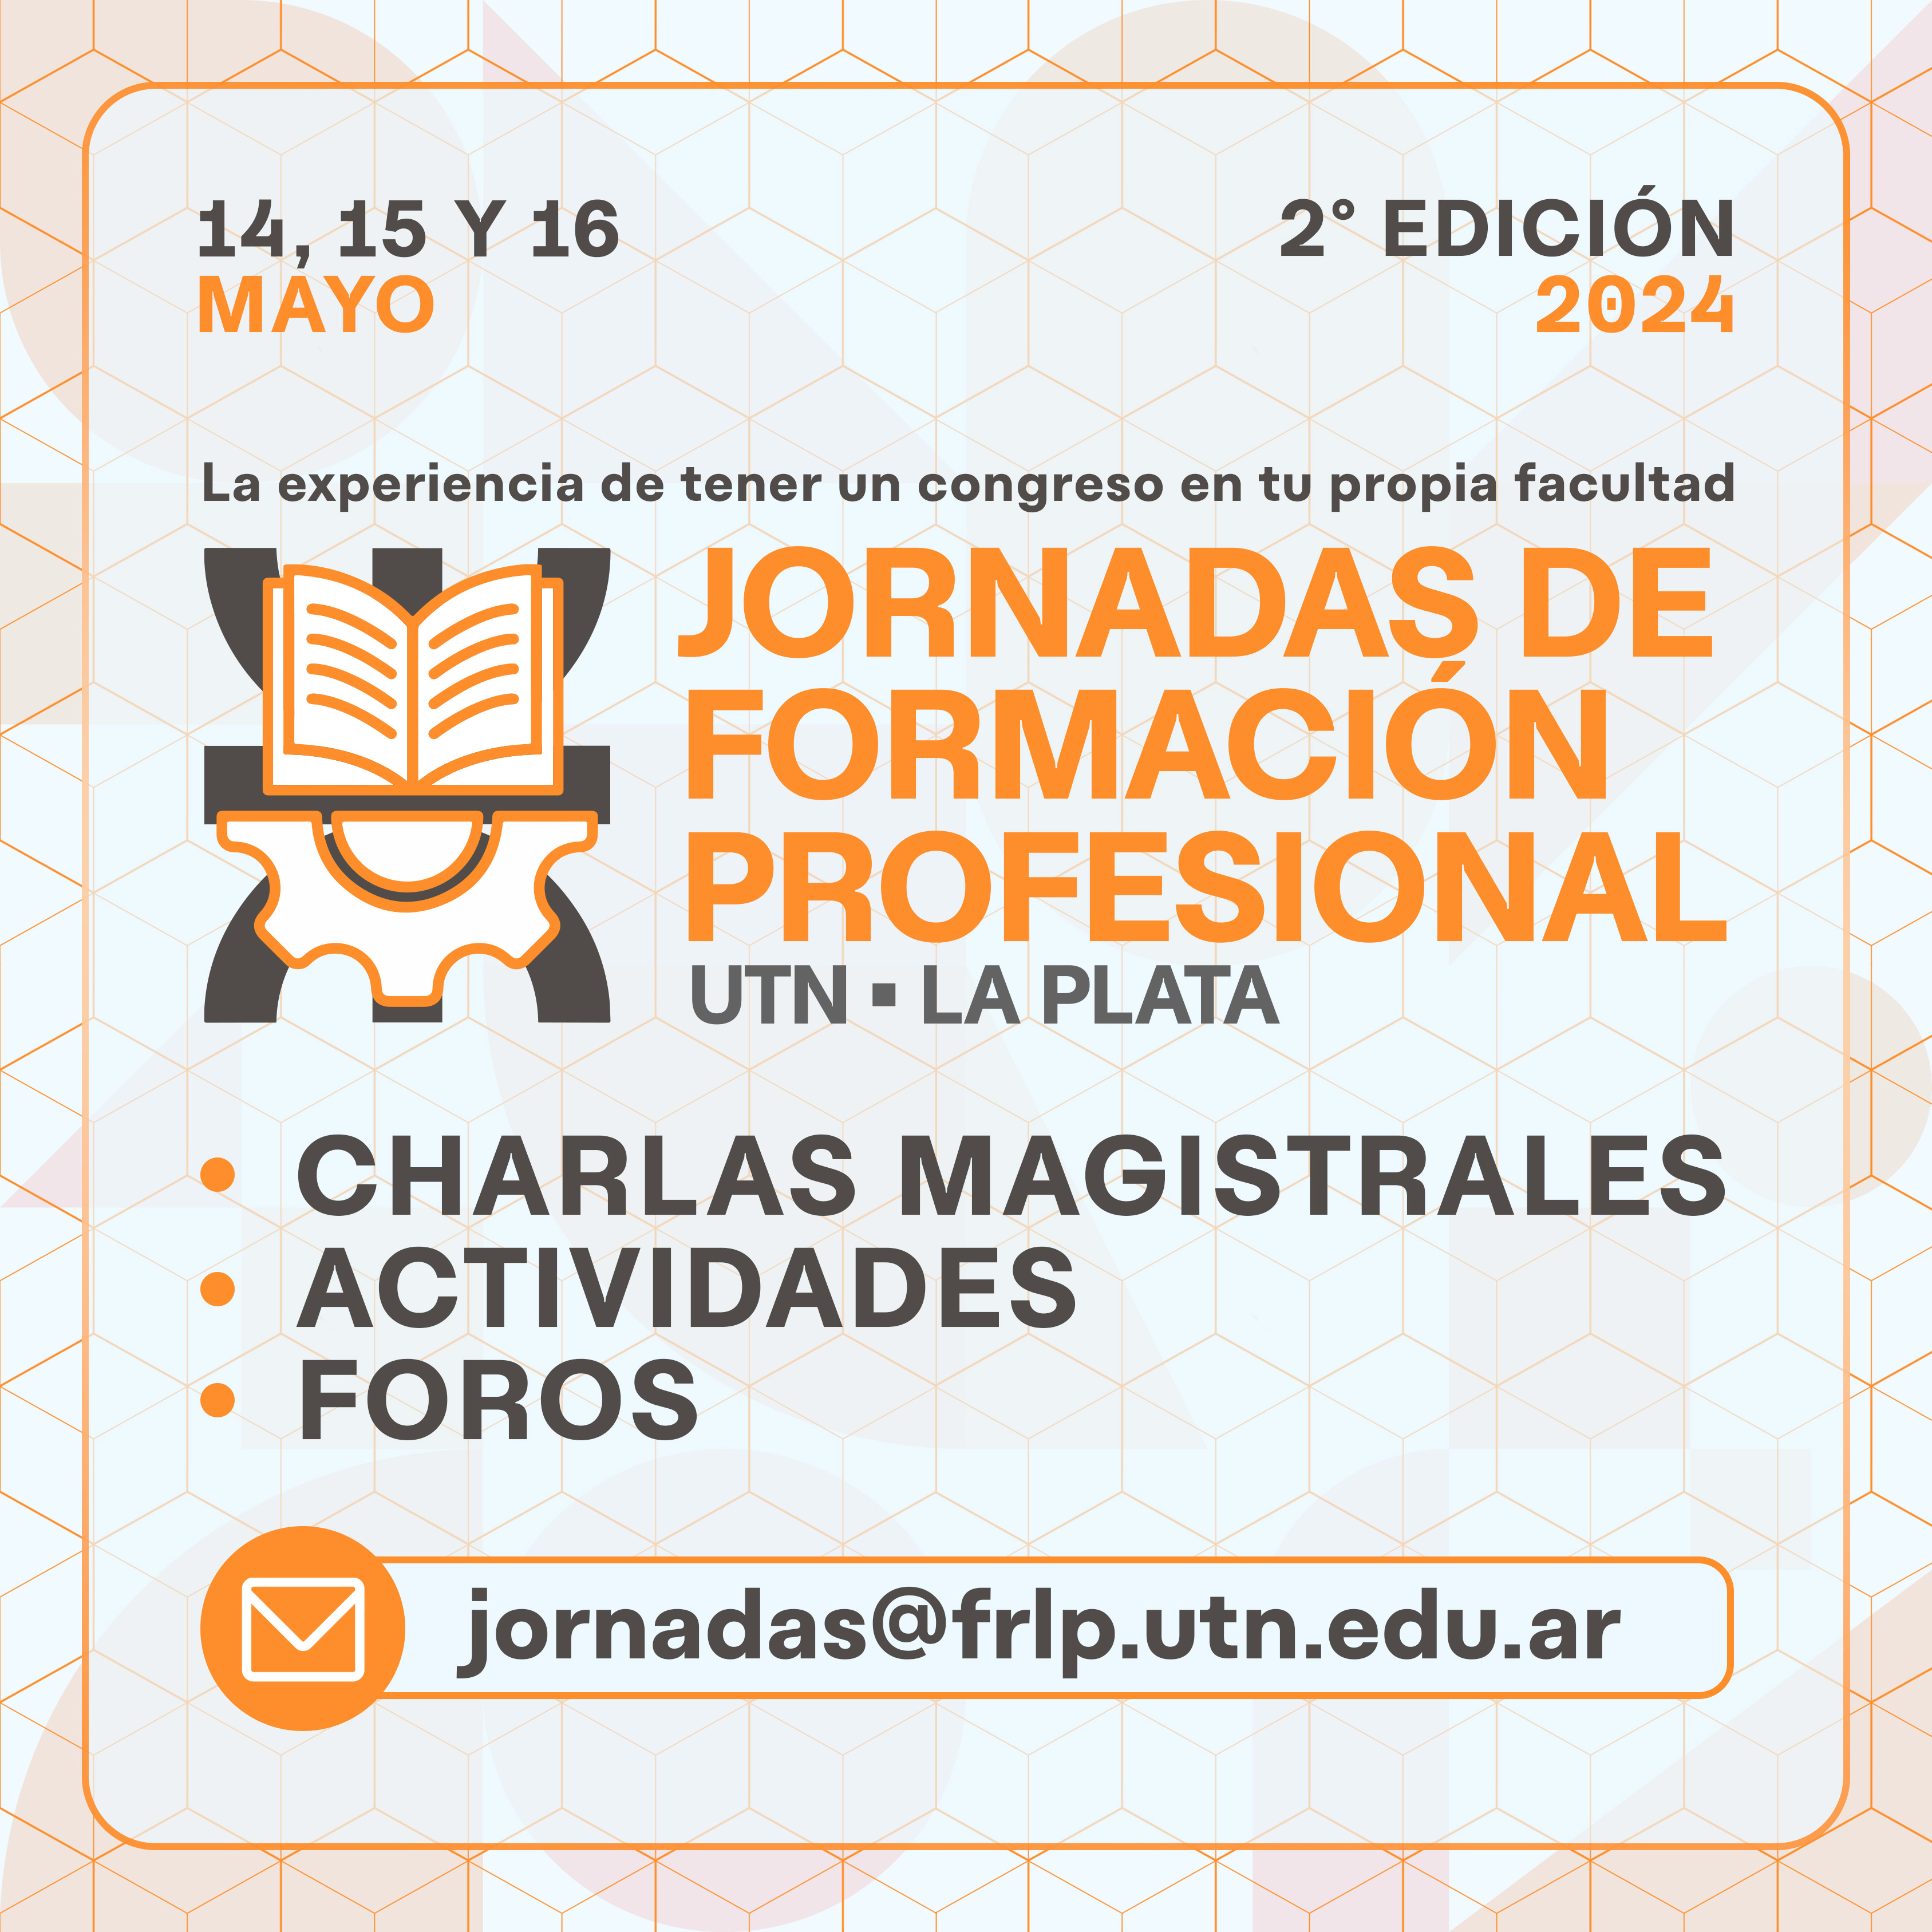 14, 15 Y 16
MAYO
2° EDICIÓN
2024
La experiencia de tener un congreso en tu propia facultad
JORNADAS DE
FORMACIÓN
PROFESIONAL
UTN ▪ LA PLATA
• CHARLAS MAGISTRALES
• ACTIVIDADES
• FOROS
jornadas@frlp.utn.edu.ar